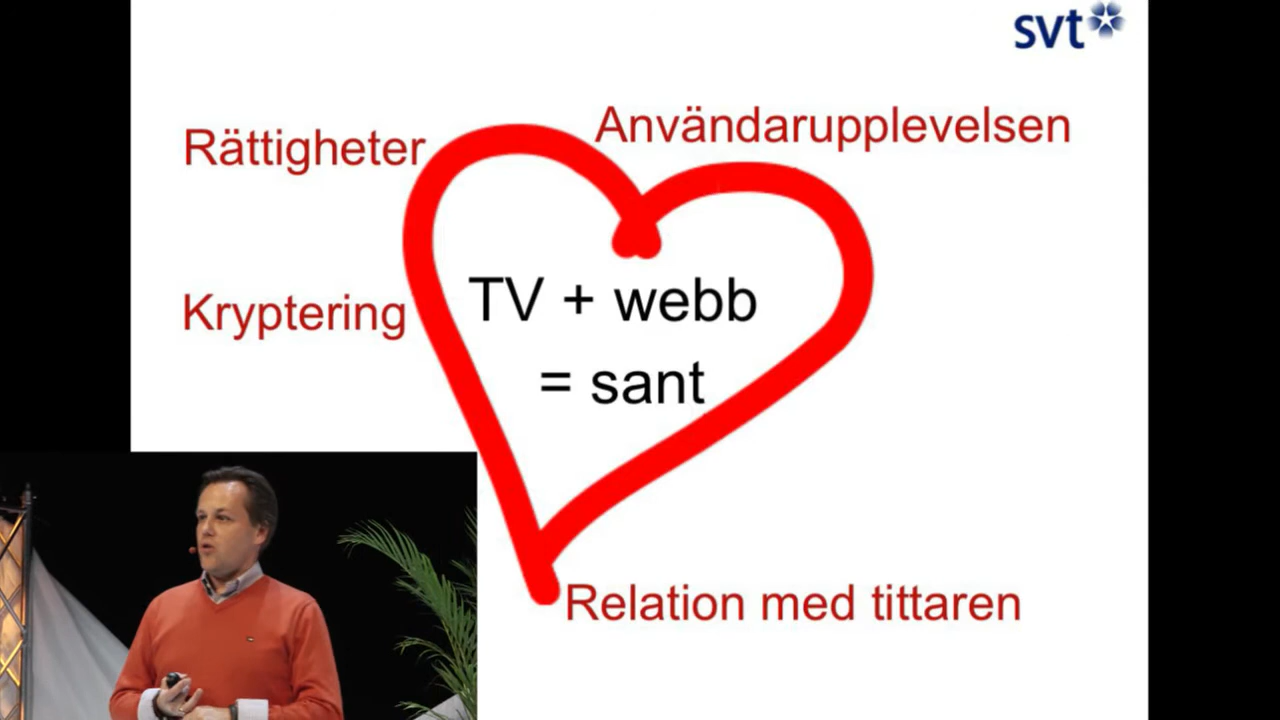 svt
Användarupplevelsen
Rättigheter
TV + webb
Kryptering
= sant
Relation med tittaren